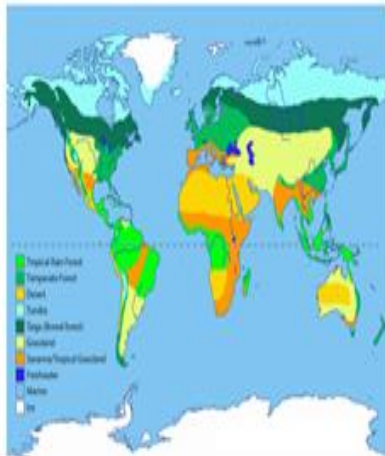 Tropical Rain Forest
Temperate Forest
Desert
Tundra
Taiga (Boreal forest)
Grassland
Savanna/Tropical Grassland
Freshwater
Marine
Ice